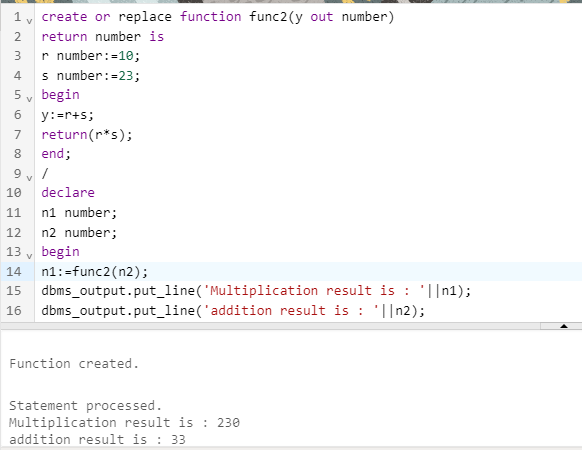 1 create or replace function func2(y out number)
2 return number is
3 r number:=10;
4 s number:=23;
5 begin
6 y:=r+s;
7 return(r*s);
8 end;
9 /
10 declare
11 n1 number;
12 n2 number;
13 begin
14 n1:=func2(n2);
15 dbms_output.put_line('Multiplication result is : '||n1);
16 dbms_output.put_line('addition result is : '||n2);
Function created.
Statement processed.
Multiplication result is : 230
addition result is : 33